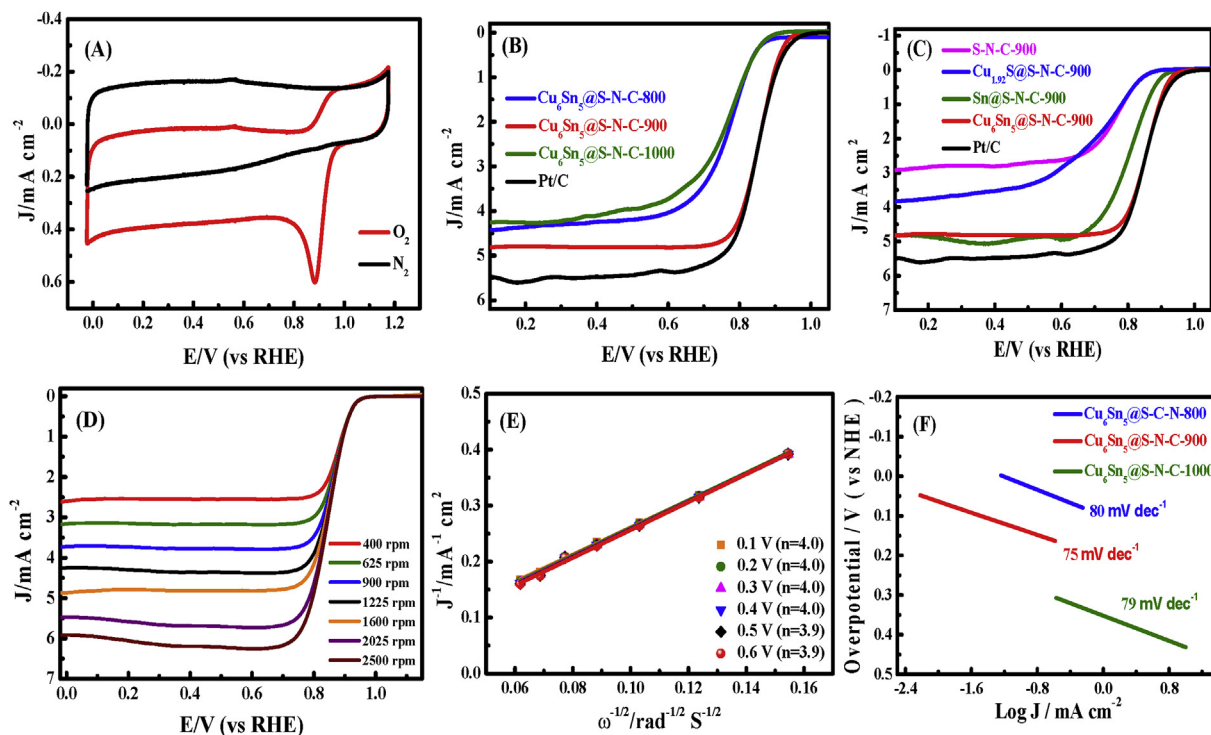 (A)
J/mA cm⁻²
-0.4
-0.2
0.0
0.2
0.4
0.6
O₂
N₂
0.0 0.2 0.4 0.6 0.8 1.0 1.2
E/V (vs RHE)
(B)
J/mA cm⁻²
0
1
2
3
4
5
6
Cu₆Sn₅@S-N-C-800
Cu₆Sn₅@S-N-C-900
Cu₆Sn₅@S-N-C-1000
Pt/C
0.2 0.4 0.6 0.8 1.0
E/V (vs RHE)
(C)
J/mA cm²
-1
0
1
2
3
4
5
6
7
S-N-C-900
Cu₁.₉₂S@S-N-C-900
Sn@S-N-C-900
Cu₆Sn₅@S-N-C-900
Pt/C
0.2 0.4 0.6 0.8 1.0
E/V (vs RHE)
(D)
J/mA cm⁻²
0
1
2
3
4
5
6
7
400 rpm
625 rpm
900 rpm
1225 rpm
1600 rpm
2025 rpm
2500 rpm
0.0 0.2 0.4 0.6 0.8 1.0
E/V (vs RHE)
(E)
J⁻¹/mA⁻¹ cm²
0.5
0.4
0.3
0.2
0.1
0.0
0.1 V (n=4.0)
0.2 V (n=4.0)
0.3 V (n=4.0)
0.4 V (n=4.0)
0.5 V (n=3.9)
0.6 V (n=3.9)
0.06 0.08 0.10 0.12 0.14 0.16
ω⁻¹/²/rad⁻¹/² S⁻¹/²
(F)
Overpotential / V ( vs NHE )
-0.2
-0.1
0.0
0.1
0.2
0.3
0.4
0.5
Cu₆Sn₅@S-C-N-800
Cu₆Sn₅@S-N-C-900
Cu₆Sn₅@S-N-C-1000
80 mV dec⁻¹
75 mV dec⁻¹
79 mV dec⁻¹
-2.4 -1.6 -0.8 0.0 0.8
Log J / mA cm⁻²